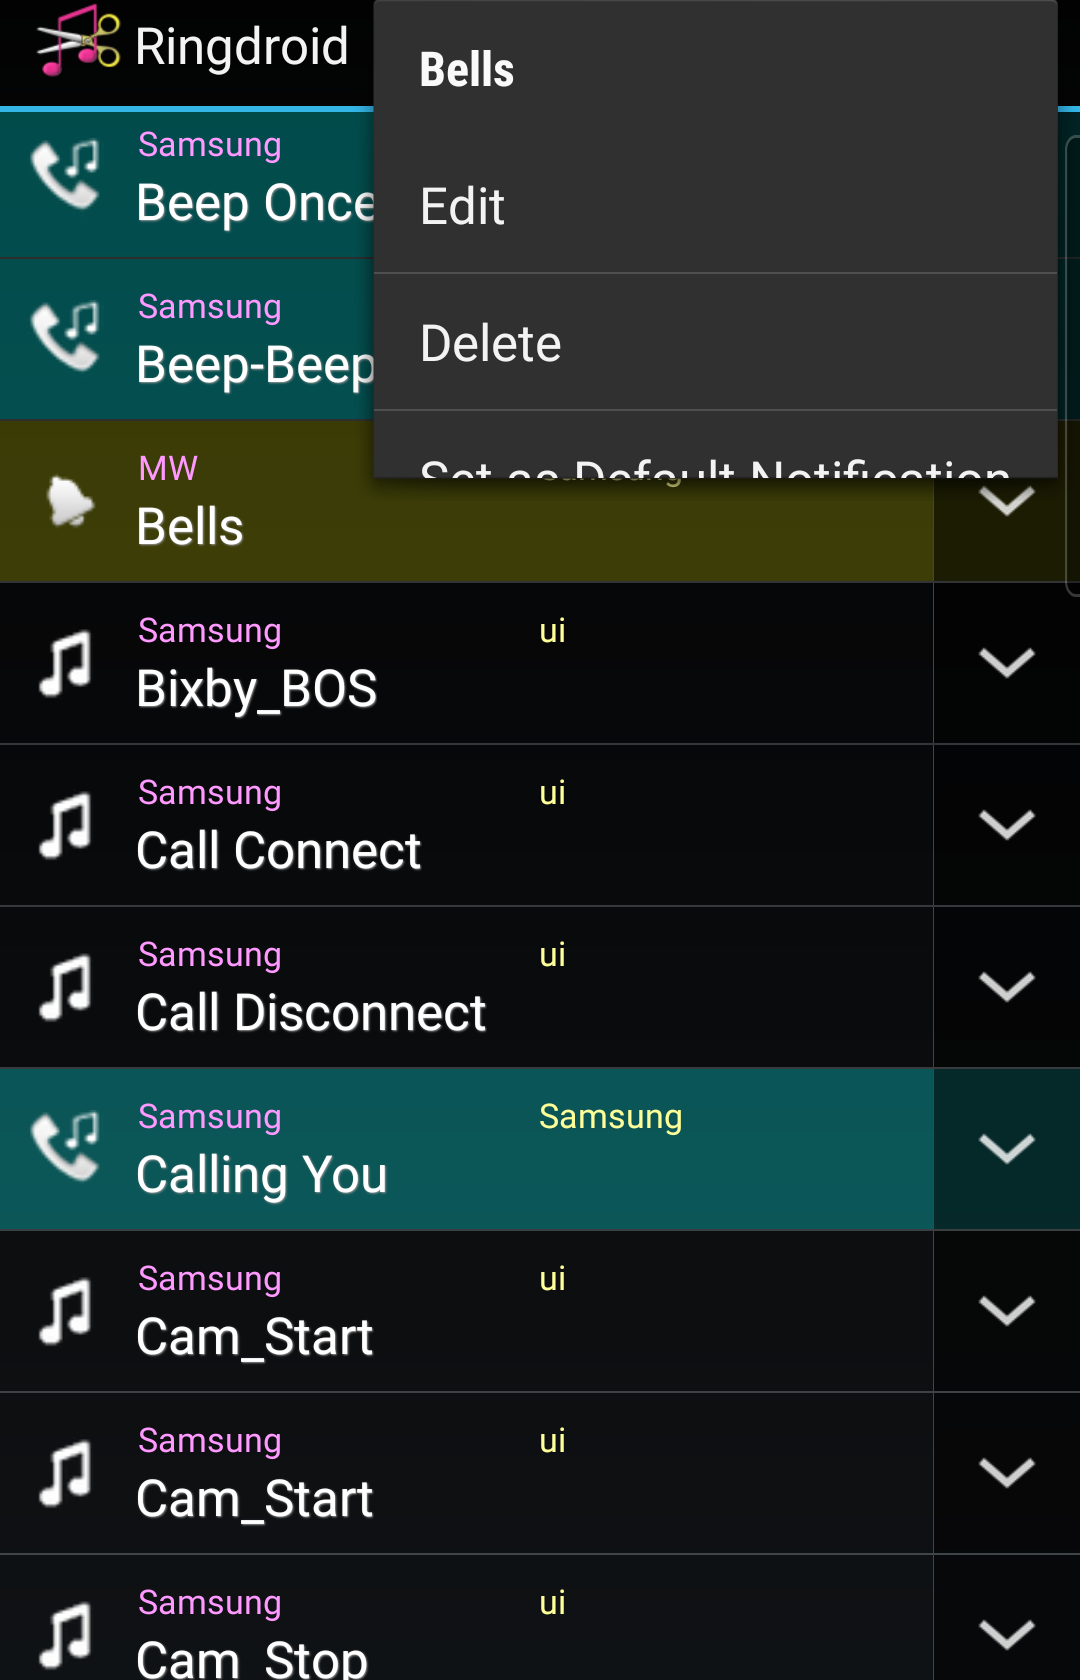 Ringdroid
Bells
Edit
Delete
Set as Default Notification
Samsung
Beep Once
Samsung
Beep-Beep
MW
Bells
Samsung ui
Bixby_BOS
Samsung ui
Call Connect
Samsung ui
Call Disconnect
Samsung Samsung
Calling You
Samsung ui
Cam_Start
Samsung ui
Cam_Start
Samsung ui
Cam_Stop